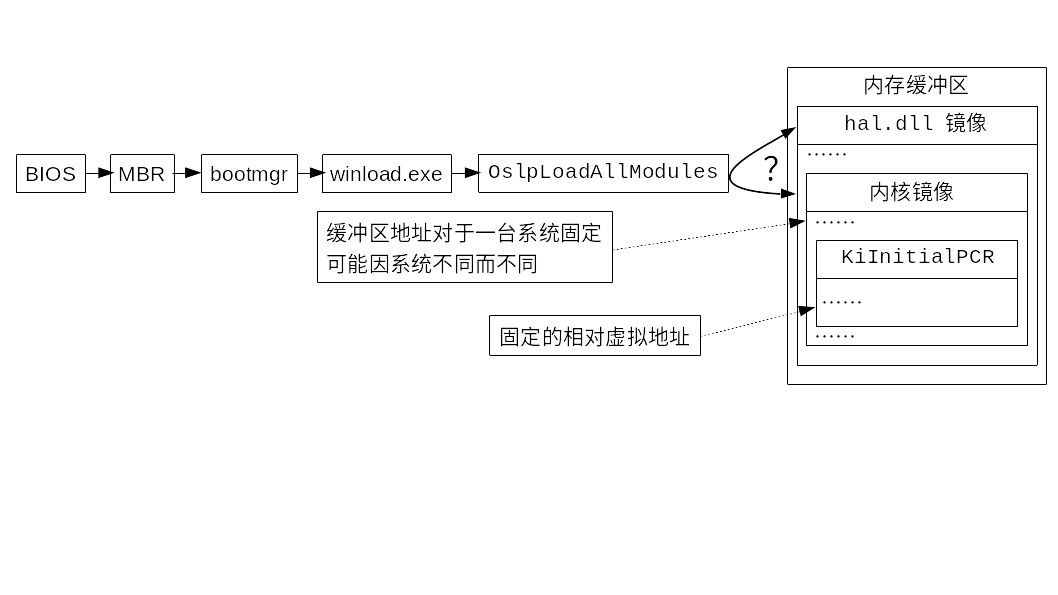 内存缓冲区
hal.dll 镜像
······
BIOS
MBR
bootmgr
winload.exe
OslpLoadAllModules
?
内核镜像
······
缓冲区地址对于一台系统固定
可能因系统不同而不同
KiInitialPCR
······
固定的相对虚拟地址
······